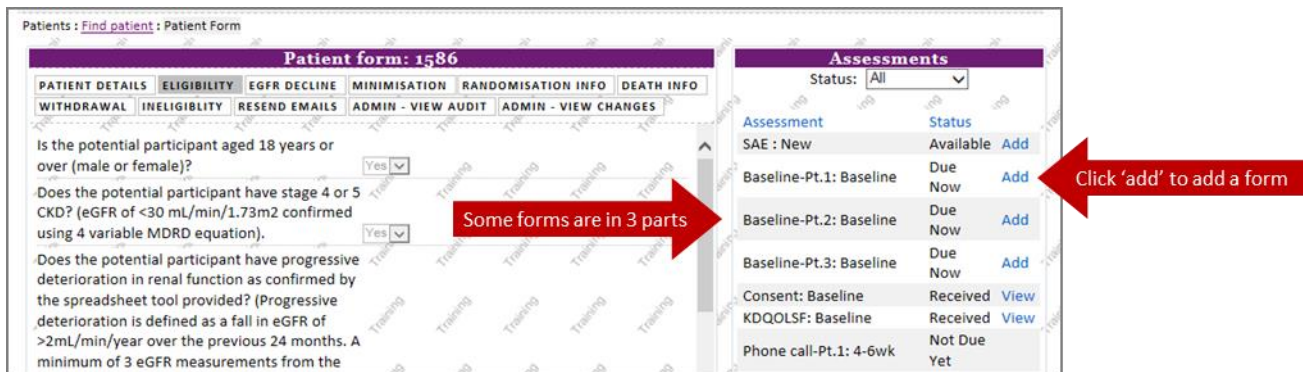 Patients : Find patient : Patient Form
Patient form: 1586
PATIENT DETAILS ELIGIBILITY EGFR DECLINE MINIMISATION RANDOMISATION INFO DEATH INFO
WITHDRAWAL INELIGIBLITY RESEND EMAILS ADMIN - VIEW AUDIT ADMIN - VIEW CHANGES
Is the potential participant aged 18 years or
over (male or female)? Yes
Does the potential participant have stage 4 or 5
CKD? (eGFR of <30 mL/min/1.73m2 confirmed
using 4 variable MDRD equation). Yes
Does the potential participant have progressive
deterioration in renal function as confirmed by
the spreadsheet tool provided? (Progressive
deterioration is defined as a fall in eGFR of
>2mL/min/year over the previous 24 months. A
minimum of 3 eGFR measurements from the
Some forms are in 3 parts
Assessments
Status: All
Assessment Status
SAE : New Available Add
Baseline-Pt.1: Baseline Due Now Add
Baseline-Pt.2: Baseline Due Now Add
Baseline-Pt.3: Baseline Due Now Add
Consent: Baseline Received View
KDQOLSF: Baseline Received View
Phone call-Pt.1: 4-6wk Not Due Yet
Click ‘add’ to add a form
Training